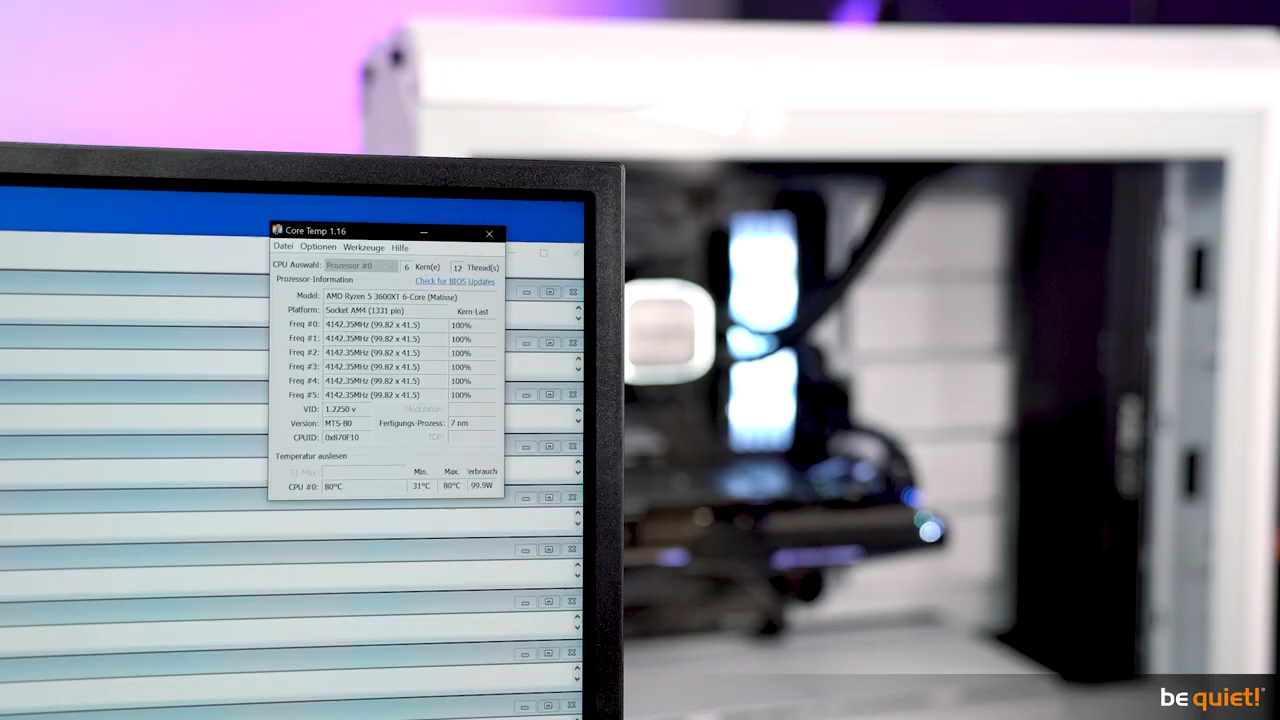 Core Temp 1.16
Datei Optionen Werkzeuge Hilfe
CPU Auswahl: Prozessor #0 6 Kern(e) 12 Thread(s)
Prozessor-Information Check for BIOS Updates
Model: AMD Ryzen 5 3600XT 6-Core (Matisse)
Platform: Socket AM4 (1331 pin) Kern-Last
Freq #0: 4142.35MHz (99.82 x 41.5) 100%
Freq #1: 4142.35MHz (99.82 x 41.5) 100%
Freq #2: 4142.35MHz (99.82 x 41.5) 100%
Freq #3: 4142.35MHz (99.82 x 41.5) 100%
Freq #4: 4142.35MHz (99.82 x 41.5) 100%
Freq #5: 4142.35MHz (99.82 x 41.5) 100%
VID: 1.2250 v Modulation:
Version: MTS-B0 Fertigungs-Prozess: 7 nm
CPUID: 0x870F10 TDP:
Temperatur auslesen
Tj. Max: Min. Max. 'erbrauch
CPU #0: 80°C 31°C 80°C 99.9W
be quiet!®